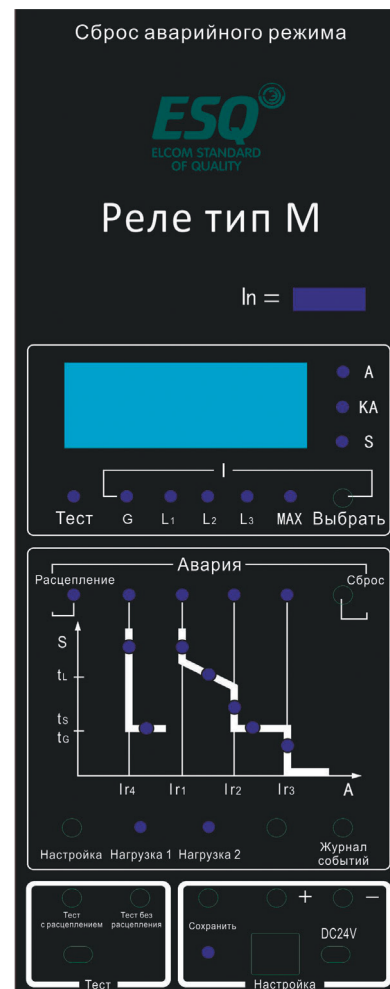 Сброс аварийного режима
ESQ
ELCOM STANDARD
OF QUALITY
Реле тип М
In =
A
KA
S
I
Тест G L1 L2 L3 MAX Выбрать
Авария
Расцепление Сброс
S
tL
ts
tG
Ir4 Ir1 Ir2 Ir3 A
Настройка Нагрузка 1 Нагрузка 2 Журнал
событий
Тест
с расцеплением
Тест без
расцепления
Тест
+ −
Сохранить
DC24V
Настройка